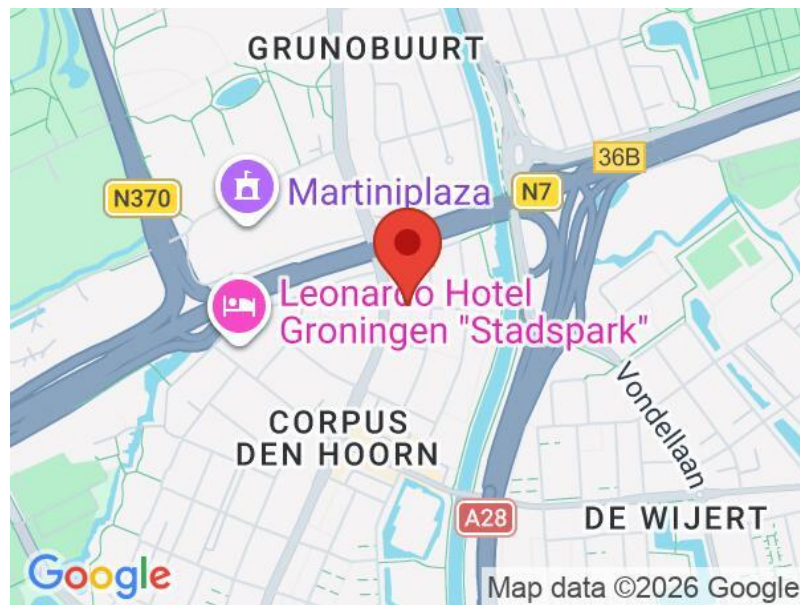 GRUNOBUURT
36B
N370
Martiniplaza
N7
Leonardo Hotel
Groningen "Stadspark"
Vondellaan
CORPUS
DEN HOORN
A28
DE WIJERT
Google
Map data ©2026 Google